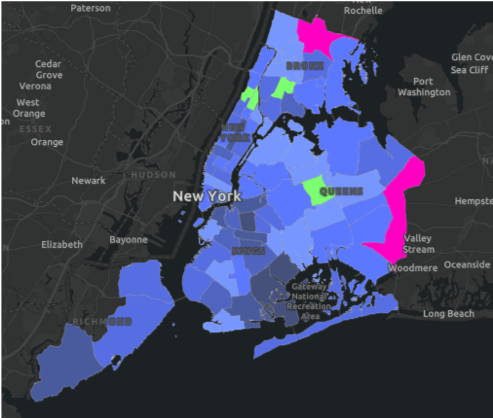 Paterson
New
Rochelle
BRONX
Glen Cove
Sea Cliff
Cedar
Grove
Verona
Port
Washington
West
Orange
ESSEX
on
NEW
YORK
Orange
HUDSON
Newark
QUEENS
New York
Hempste
Elizabeth
Bayonne
KINGS
Valley
Stream
Woodmere
Oceanside
Gateway
National
Recreation
Area
RICHMOND
Long Beach